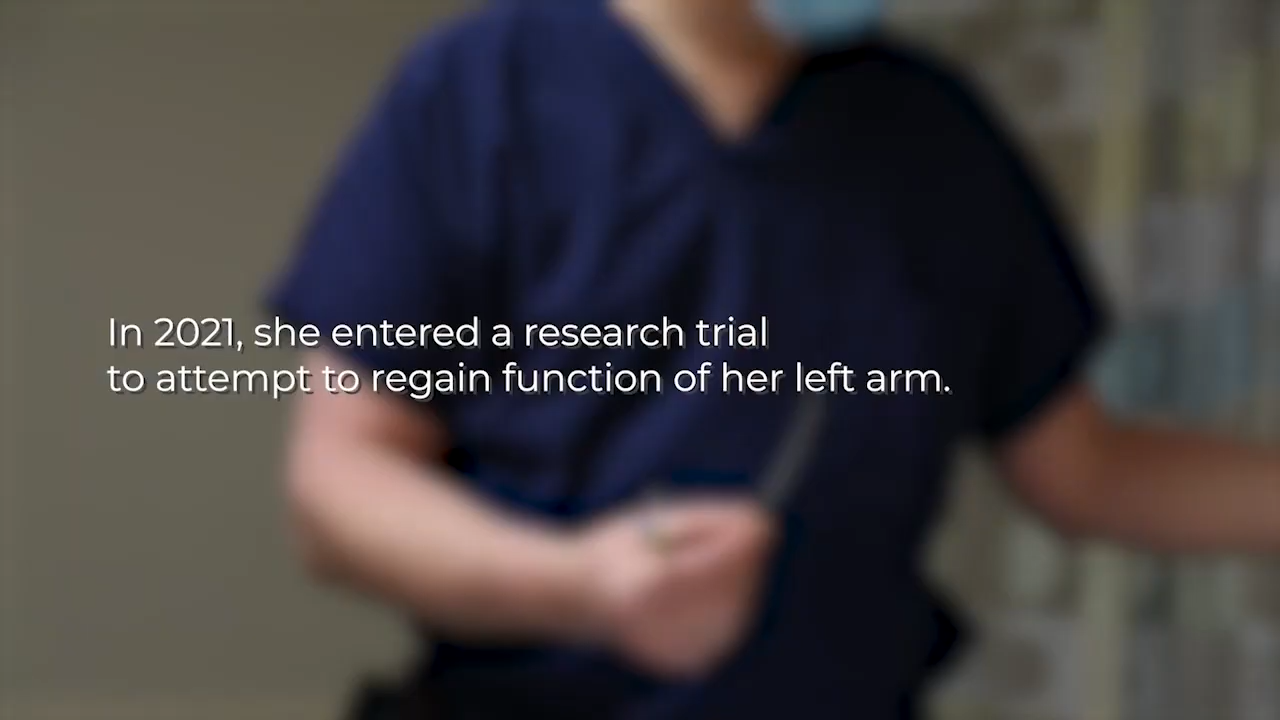 In 2021, she entered a research trial
to attempt to regain function of her left arm.